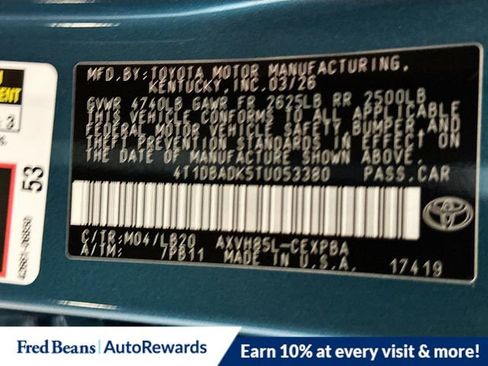 MFD. BY: TOYOTA MOTOR MANUFACTURING,
KENTUCKY, INC. 03/26
GVWR 4740LB GAWR FR 2625LB RR 2500LB
THIS VEHICLE CONFORMS TO ALL APPLICABLE
FEDERAL MOTOR VEHICLE SAFETY, BUMPER, AND
THEFT PREVENTION STANDARDS IN EFFECT ON
THE DATE OF MANUFACTURE SHOWN ABOVE.
4T1DBADK5TU053380 PASS.CAR
C/TR: M04/LB20 AXVH85L-CEXPBA
A/TM: 7PB11 MADE IN U.S.A.
17419
TOYOTA
53
Fred Beans | AutoRewards
Earn 10% at every visit & more!